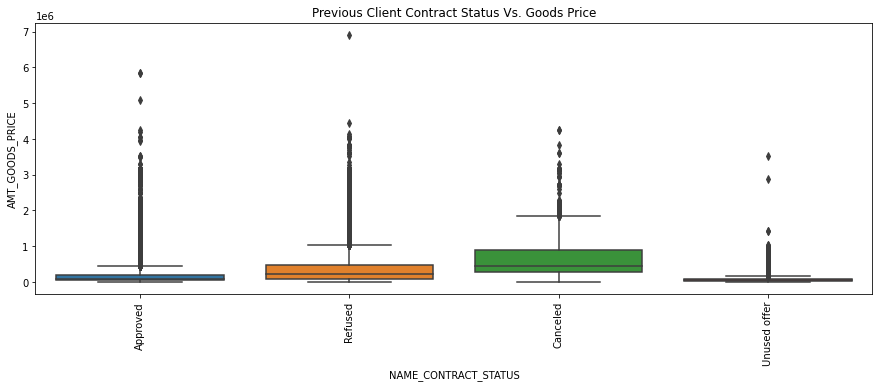 Previous Client Contract Status Vs. Goods Price
1e6
7
6
5
4
3
2
1
0
AMT_GOODS_PRICE
Approved
Refused
Canceled
Unused offer
NAME_CONTRACT_STATUS